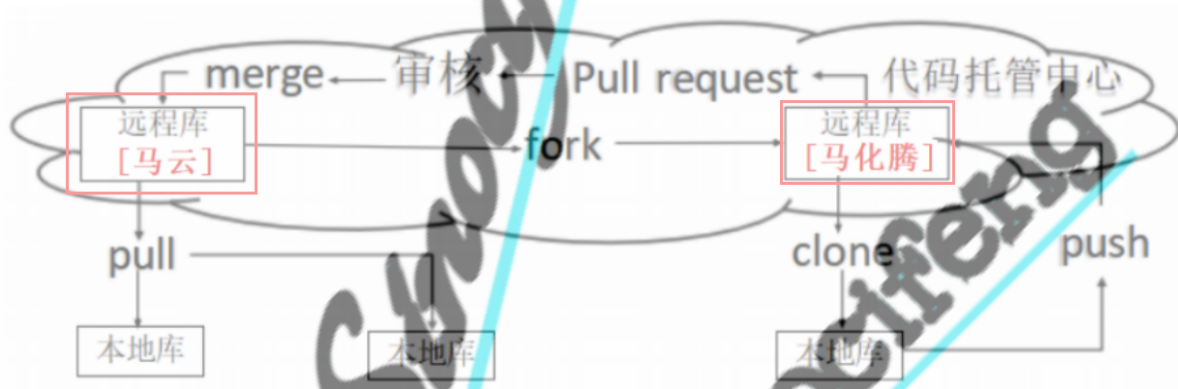 merge 审核 Pull request 代码托管中心
远程库
[马云]
fork
远程库
[马化腾]
pull
clone
push
本地库
本地库
本地库